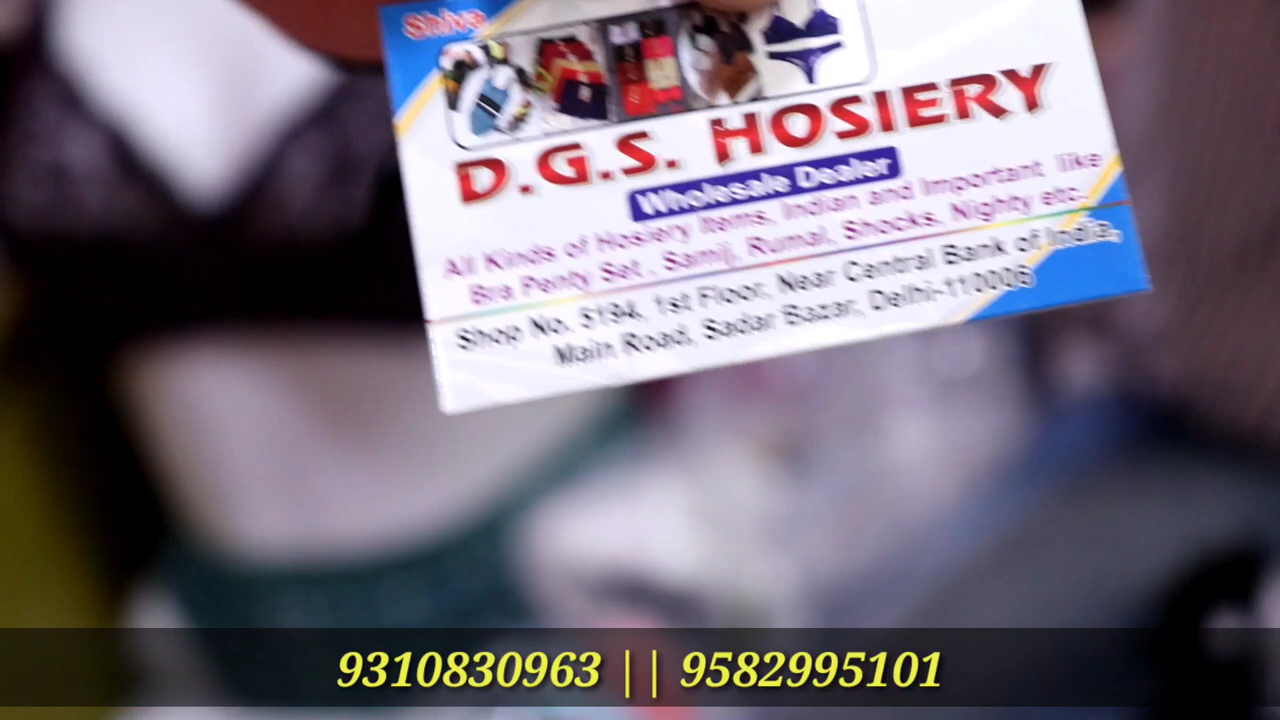 Shiva
D.G.S. HOSIERY
Wholesale Dealer
All Kinds of Hosiery Items, Indian and Important like
Bra Penty Set, Samij, Rumal, Shocks, Nighty etc.
Shop No. 5194, 1st Floor, Near Central Bank of India,
Main Road, Sadar Bazar, Delhi-110006
9310830963 || 9582995101